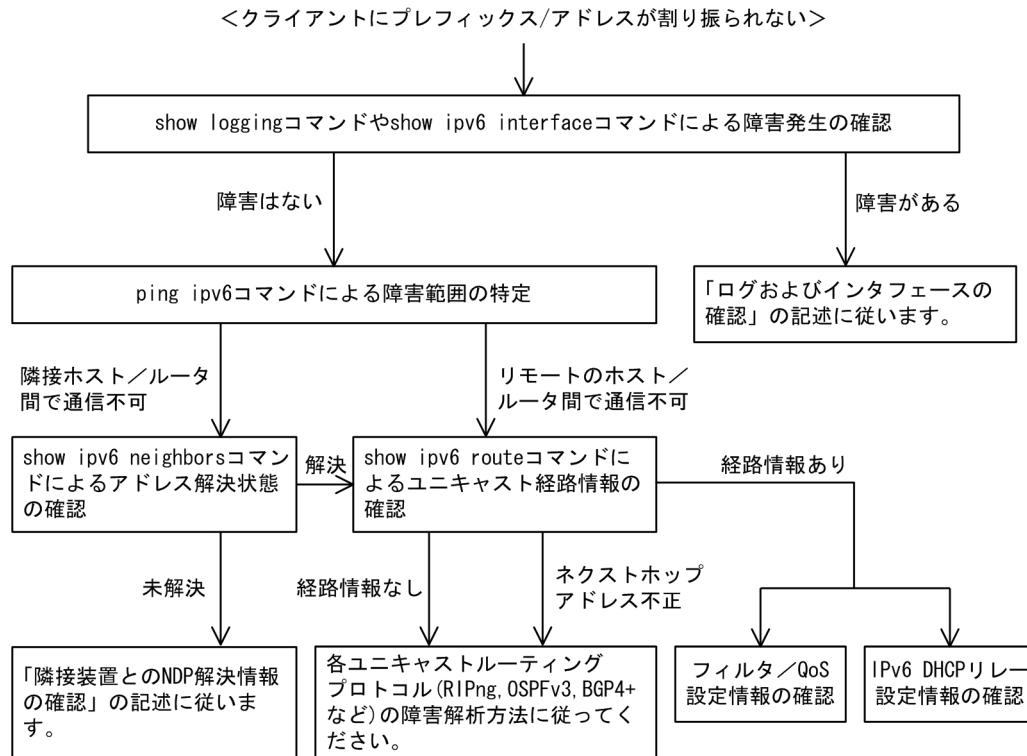 <クライアントにプレフィックス/アドレスが割り振られない>
show loggingコマンドやshow ipv6 interfaceコマンドによる障害発生の確認
障害はない
障害がある
ping ipv6コマンドによる障害範囲の特定
「ログおよびインタフェースの
確認」の記述に従います。
隣接ホスト/ルータ
間で通信不可
リモートのホスト/
ルータ間で通信不可
show ipv6 neighborsコマン
ドによるアドレス解決状態
の確認
解決
show ipv6 routeコマンドに
よるユニキャスト経路情報の
確認
経路情報あり
未解決
経路情報なし
ネクストホップ
アドレス不正
「隣接装置とのNDP解決情報
の確認」の記述に従いま
す。
各ユニキャストルーティング
プロトコル(RIPng,OSPFv3,BGP4+
など)の障害解析方法に従ってく
ださい。
フィルタ/QoS
設定情報の確認
IPv6 DHCPリレー
設定情報の確認